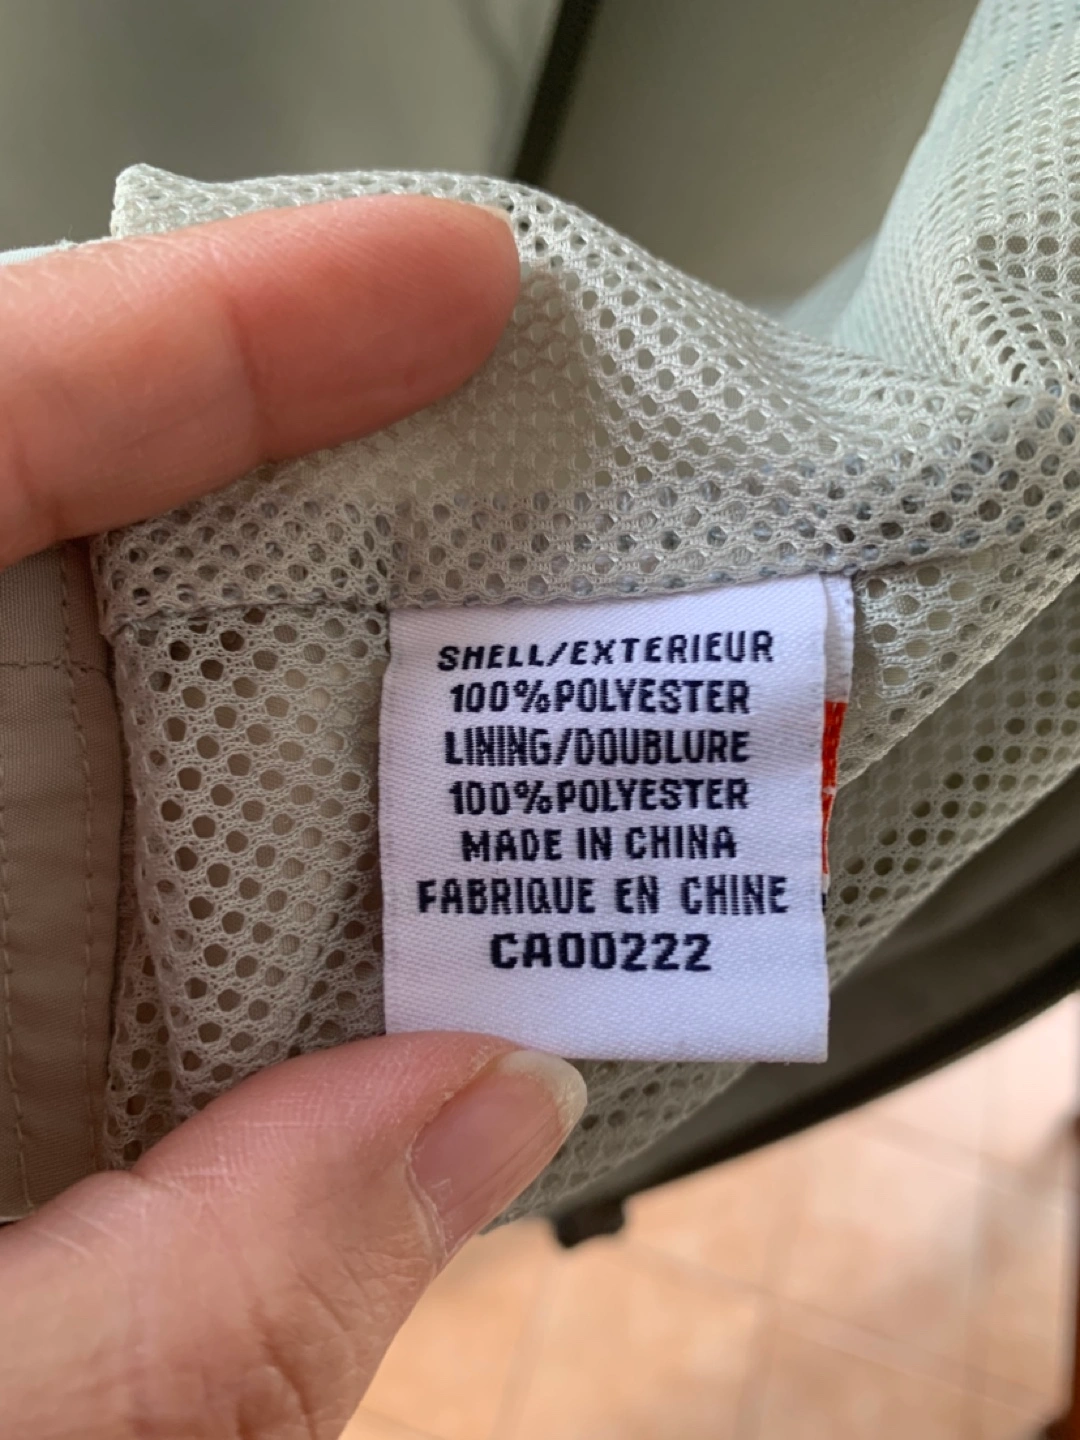 SHELL/EXTERIEUR
100%POLYESTER
LINING/DOUBLURE
100%POLYESTER
MADE IN CHINA
FABRIQUE EN CHINE
CA00222